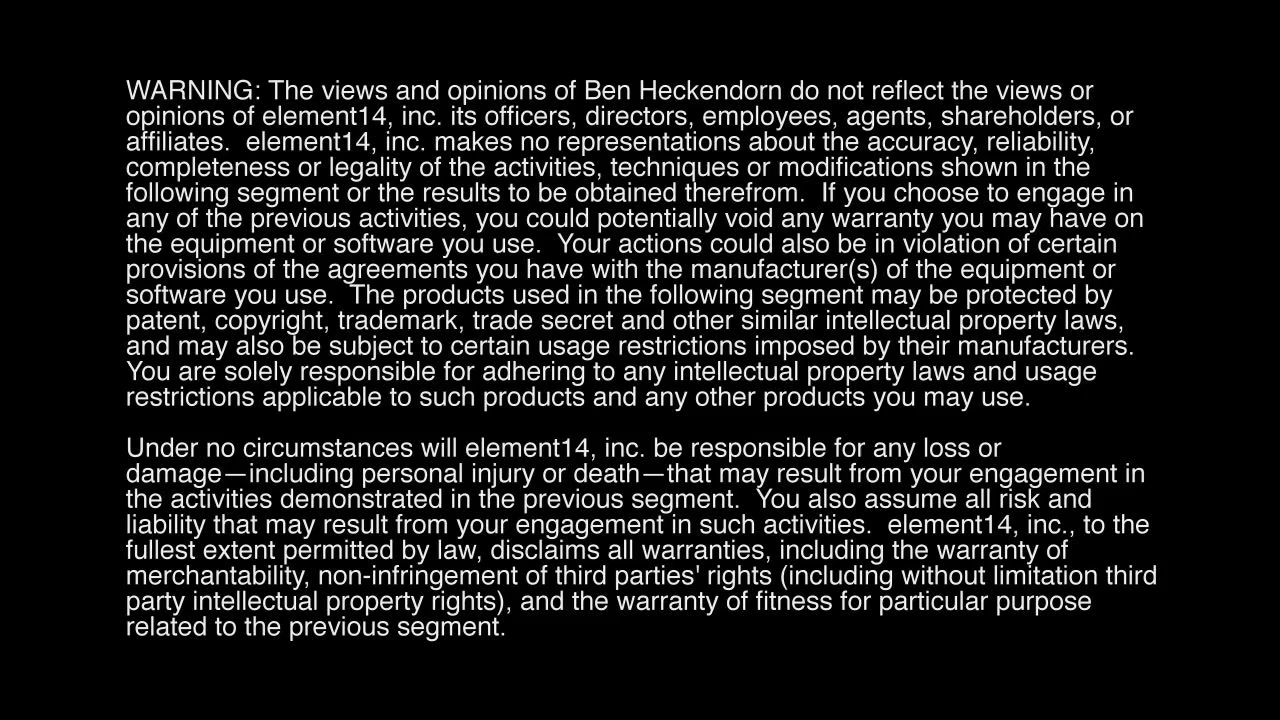 WARNING: The views and opinions of Ben Heckendorn do not reflect the views or
opinions of element14, inc. its officers, directors, employees, agents, shareholders, or
affiliates.  element14, inc. makes no representations about the accuracy, reliability,
completeness or legality of the activities, techniques or modifications shown in the
following segment or the results to be obtained therefrom.  If you choose to engage in
any of the previous activities, you could potentially void any warranty you may have on
the equipment or software you use.  Your actions could also be in violation of certain
provisions of the agreements you have with the manufacturer(s) of the equipment or
software you use.  The products used in the following segment may be protected by
patent, copyright, trademark, trade secret and other similar intellectual property laws,
and may also be subject to certain usage restrictions imposed by their manufacturers.
You are solely responsible for adhering to any intellectual property laws and usage
restrictions applicable to such products and any other products you may use.

Under no circumstances will element14, inc. be responsible for any loss or
damage—including personal injury or death—that may result from your engagement in
the activities demonstrated in the previous segment.  You also assume all risk and
liability that may result from your engagement in such activities.  element14, inc., to the
fullest extent permitted by law, disclaims all warranties, including the warranty of
merchantability, non-infringement of third parties' rights (including without limitation third
party intellectual property rights), and the warranty of fitness for particular purpose
related to the previous segment.